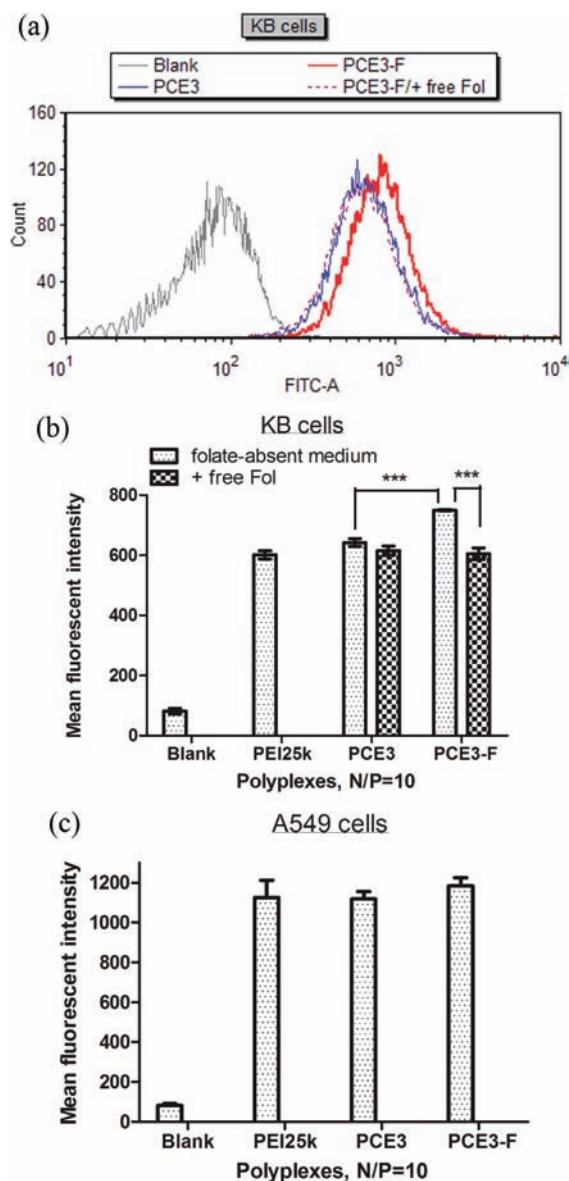 (a)
KB cells
Blank
PCE3-F
PCE3
PCE3-F/+ free Fol
160
120
80
40
0
Count
10¹
10²
10³
10⁴
FITC-A
(b)
KB cells
folate-absent medium
+ free Fol
***
***
800
600
400
200
0
Mean fluorescent intensity
Blank
PEI25k
PCE3
PCE3-F
Polyplexes, N/P=10
(c)
A549 cells
1200
1000
800
600
400
200
0
Mean fluorescent intensity
Blank
PEI25k
PCE3
PCE3-F
Polyplexes, N/P=10